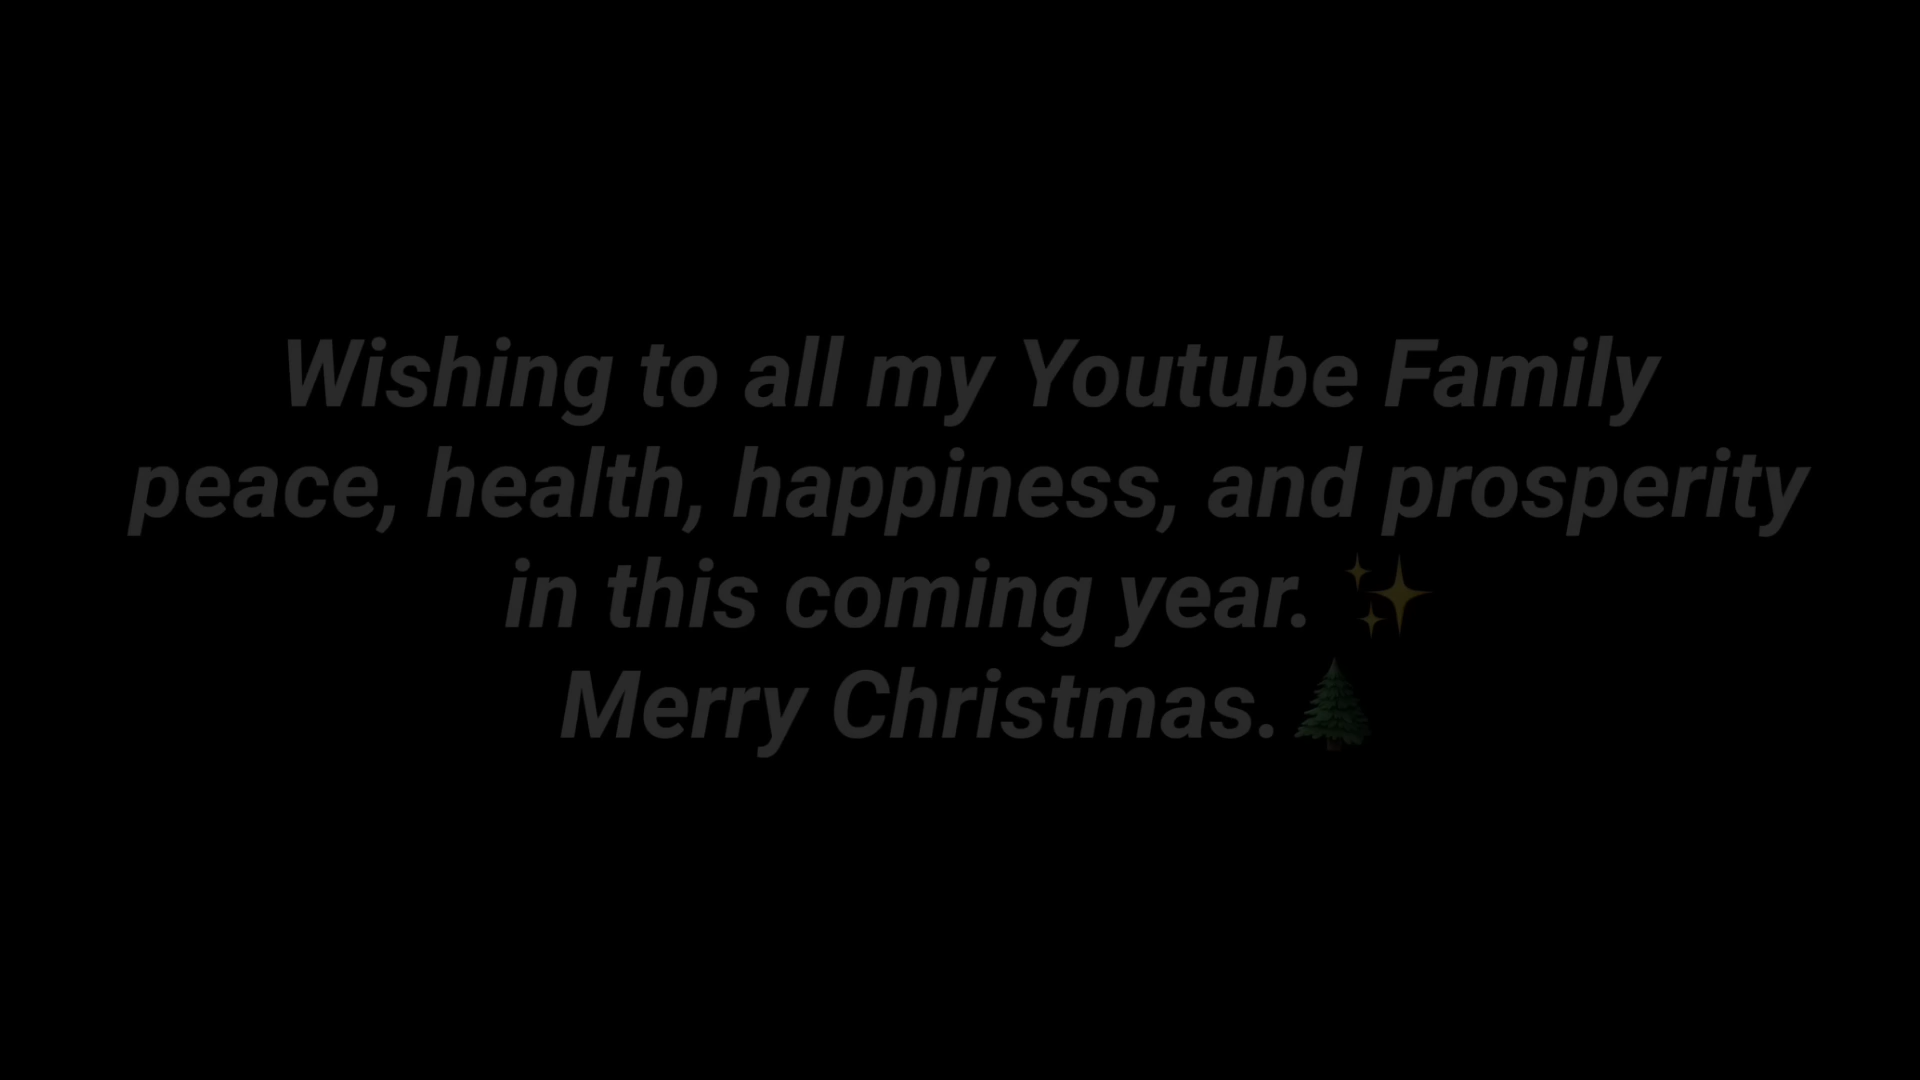 Wishing to all my Youtube Family
peace, health, happiness, and prosperity
in this coming year. ✨
Merry Christmas.🌲